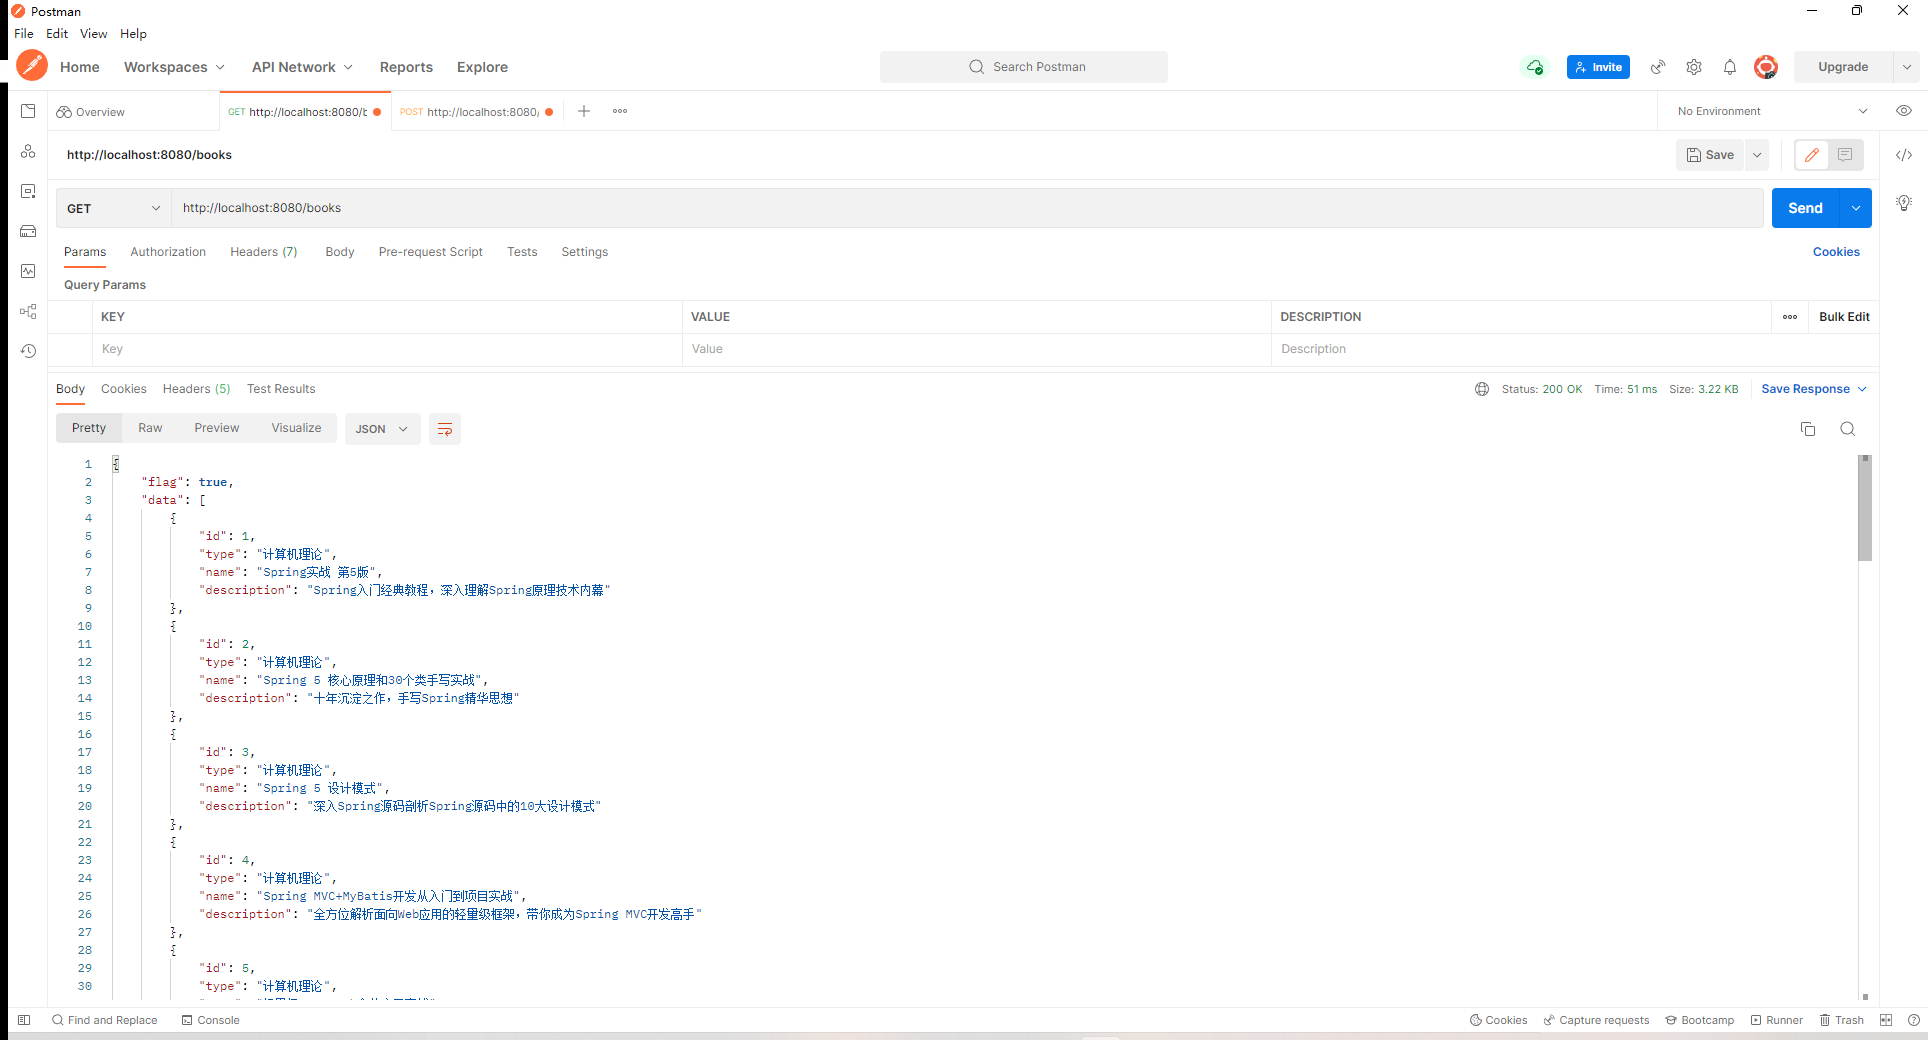 Postman
File Edit View Help
Home Workspaces API Network Reports Explore Search Postman Invite Upgrade
Overview GET http://localhost:8080/b POST http://localhost:8080/ No Environment
http://localhost:8080/books Save
GET http://localhost:8080/books Send
Params Authorization Headers (7) Body Pre-request Script Tests Settings Cookies
Query Params
KEY VALUE DESCRIPTION Bulk Edit
Key Value Description
Body Cookies Headers (5) Test Results Status: 200 OK Time: 51 ms Size: 3.22 KB Save Response
Pretty Raw Preview Visualize JSON
1 {
2 "flag": true,
3 "data": [
4 {
5 "id": 1,
6 "type": "计算机理论",
7 "name": "Spring实战 第5版",
8 "description": "Spring入门经典教程，深入理解Spring原理技术内幕"
9 },
10 {
11 "id": 2,
12 "type": "计算机理论",
13 "name": "Spring 5 核心原理和30个类手写实战",
14 "description": "十年沉淀之作，手写Spring精华思想"
15 },
16 {
17 "id": 3,
18 "type": "计算机理论",
19 "name": "Spring 5 设计模式",
20 "description": "深入Spring源码剖析Spring源码中的10大设计模式"
21 },
22 {
23 "id": 4,
24 "type": "计算机理论",
25 "name": "Spring MVC+MyBatis开发从入门到项目实战",
26 "description": "全方位解析面向Web应用的轻量级框架，带你成为Spring MVC开发高手"
27 },
28 {
29 "id": 5,
30 "type": "计算机理论",
Find and Replace Console Cookies Capture requests Bootcamp Runner Trash